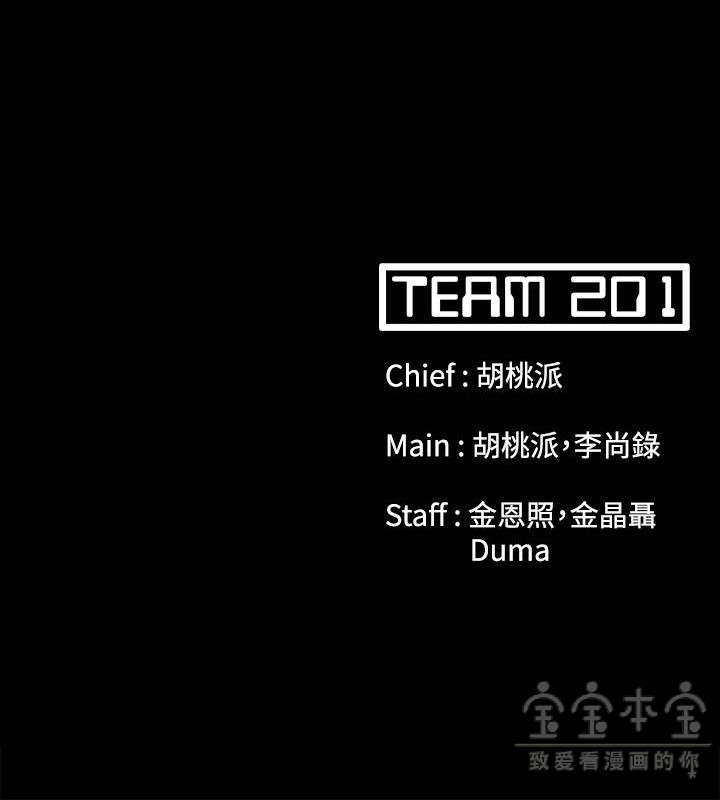 TEAM 201
Chief : 胡桃派
Main : 胡桃派，李尚錄
Staff : 金恩照，金晶聶
Duma
宝宝本宝
致爱看漫画的你*